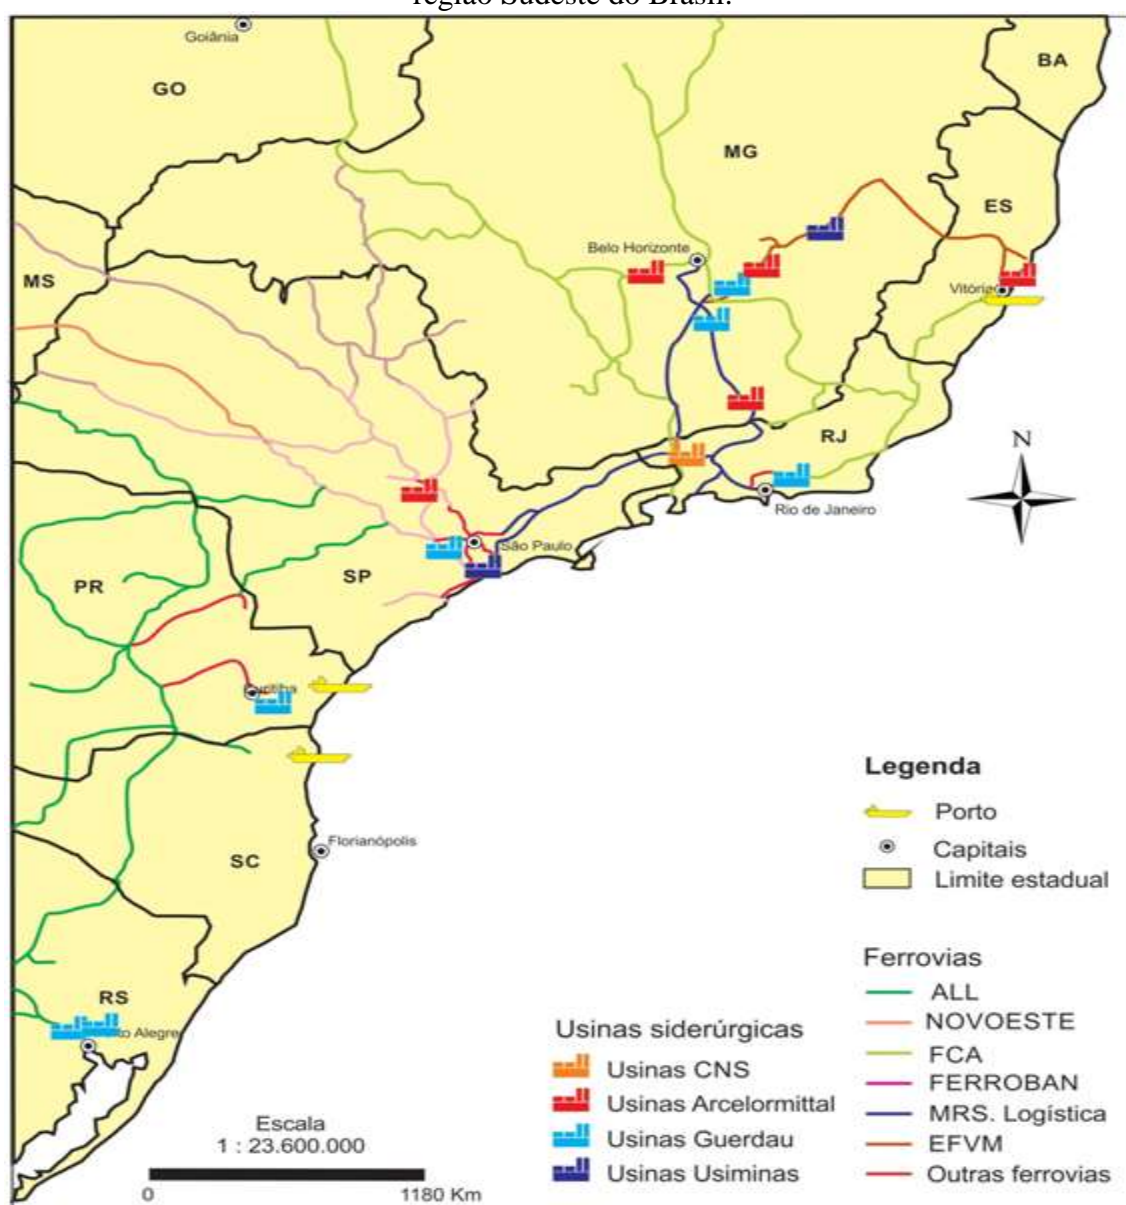 região Sudeste do Brasil.
Goiânia
BA
GO
MG
ES
Belo Horizonte
MS
Vitória
RJ
N
Rio de Janeiro
São Paulo
SP
PR
Curitiba
Legenda
Porto
Florianópolis
Capitais
SC
Limite estadual
Ferrovias
RS
ALL
to Alegre
Usinas siderúrgicas
NOVOESTE
FCA
Usinas CNS
FERROBAN
Escala
Usinas Arcelormittal
MRS. Logística
1 : 23.600.000
Usinas Guerdau
EFVM
Usinas Usiminas
Outras ferrovias
0 1180 Km